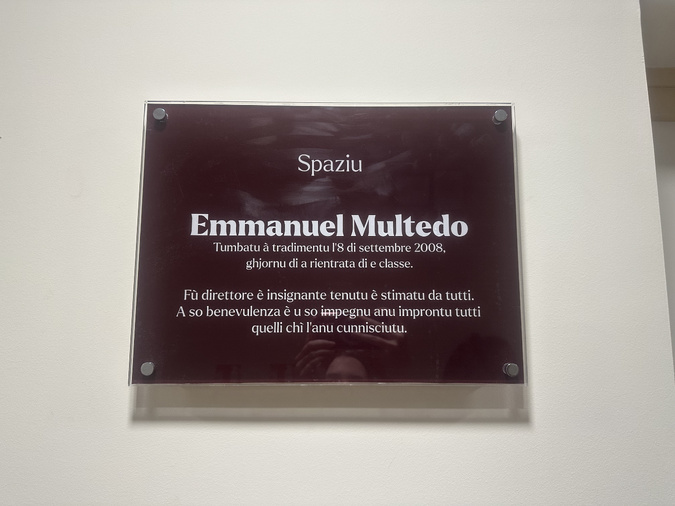 Spaziu
Emmanuel Multedo
Tumbatu à tradimentu l'8 di settembre 2008,
ghjornu di a rientrata di e classe.
Fù direttore è insignante tenutu è stimatu da tutti.
A so benevulenza è u so impegnu anu improntu tutti
quelli chì l'anu cunnisciutu.